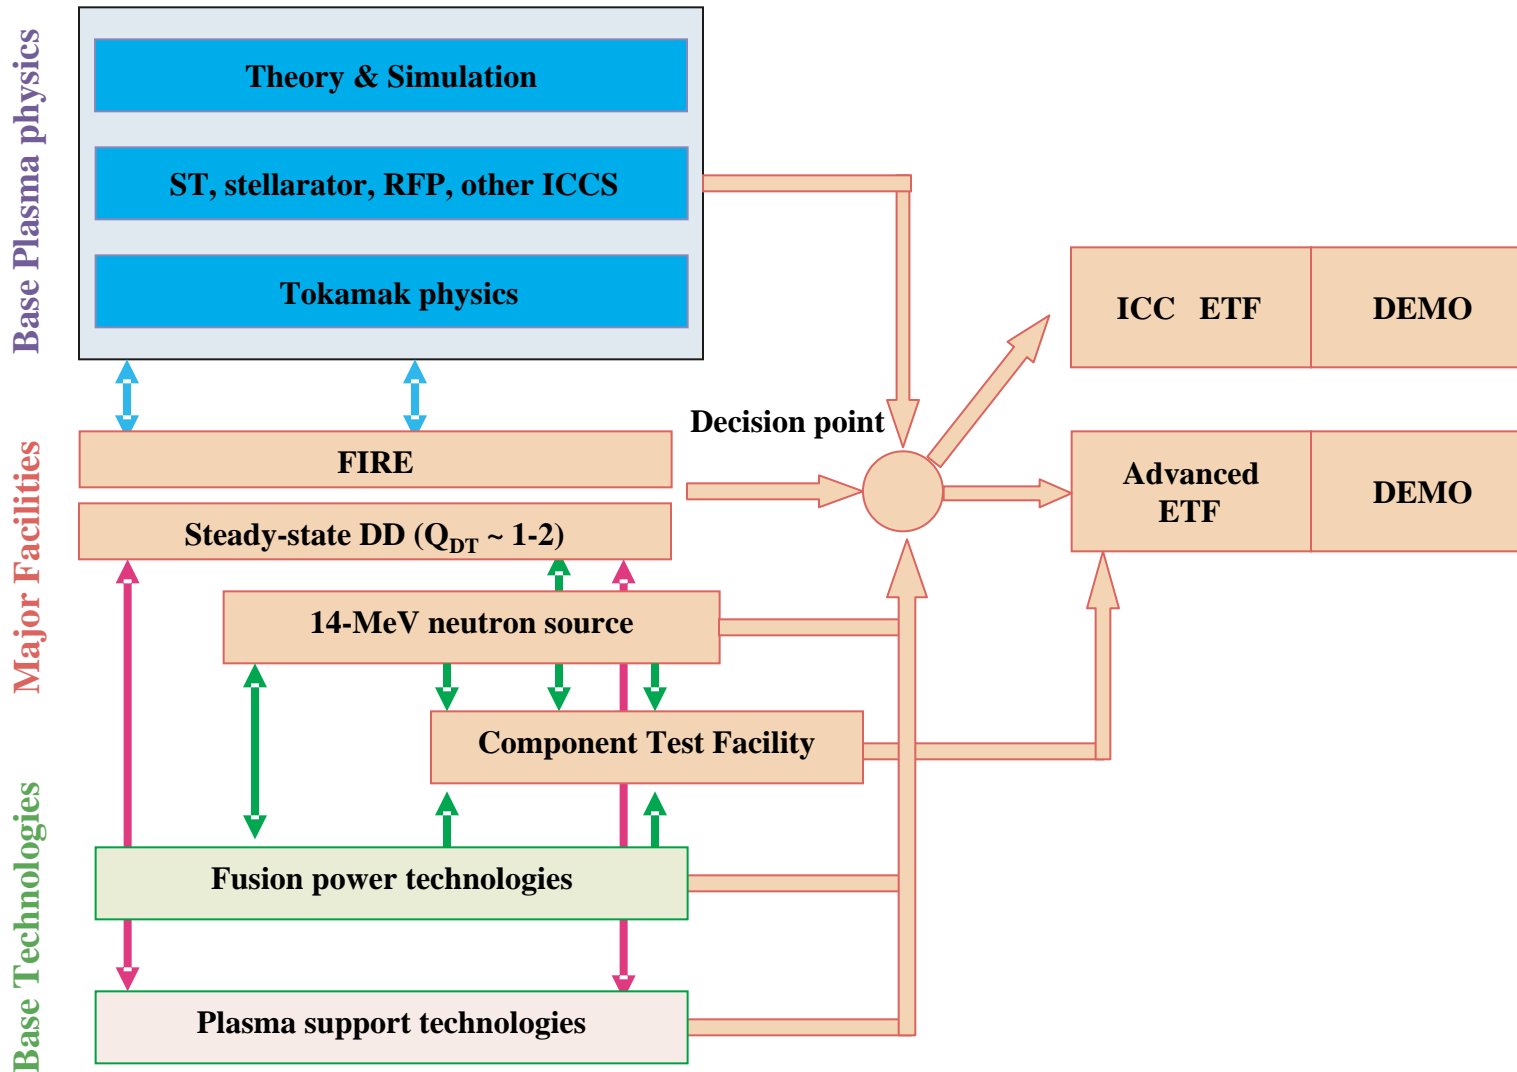 Base Plasma physics
Theory & Simulation
ST, stellarator, RFP, other ICCS
Tokamak physics
ICC ETF
DEMO
Major Facilities
Decision point
FIRE
Steady-state DD (QDT ~ 1-2)
Advanced
ETF
DEMO
14-MeV neutron source
Component Test Facility
Base Technologies
Fusion power technologies
Plasma support technologies